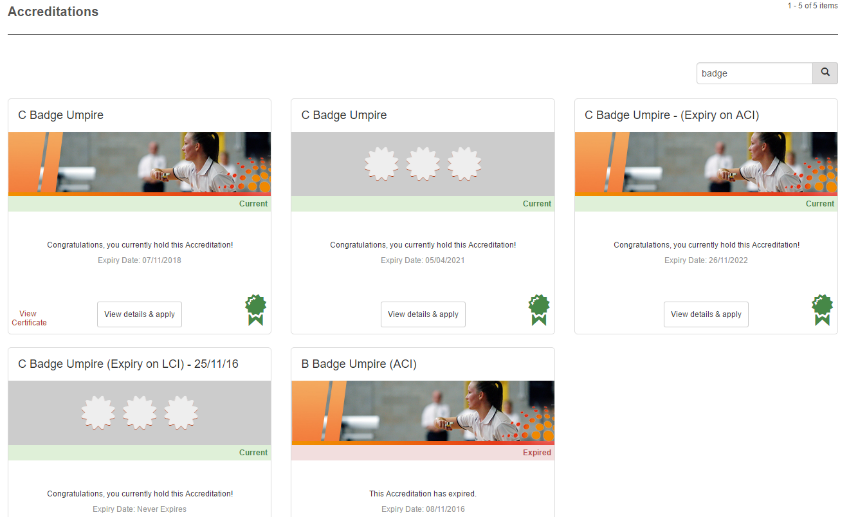 Accreditations
1 - 5 of 5 items
badge
C Badge Umpire
Current
Congratulations, you currently hold this Accreditation!
Expiry Date: 07/11/2018
View
Certificate
View details & apply
C Badge Umpire
Current
Congratulations, you currently hold this Accreditation!
Expiry Date: 05/04/2021
View details & apply
C Badge Umpire - (Expiry on ACI)
Current
Congratulations, you currently hold this Accreditation!
Expiry Date: 26/11/2022
View details & apply
C Badge Umpire (Expiry on LCI) - 25/11/16
Current
Congratulations, you currently hold this Accreditation!
Expiry Date: Never Expires
B Badge Umpire (ACI)
Expired
This Accreditation has expired.
Expiry Date: 08/11/2016